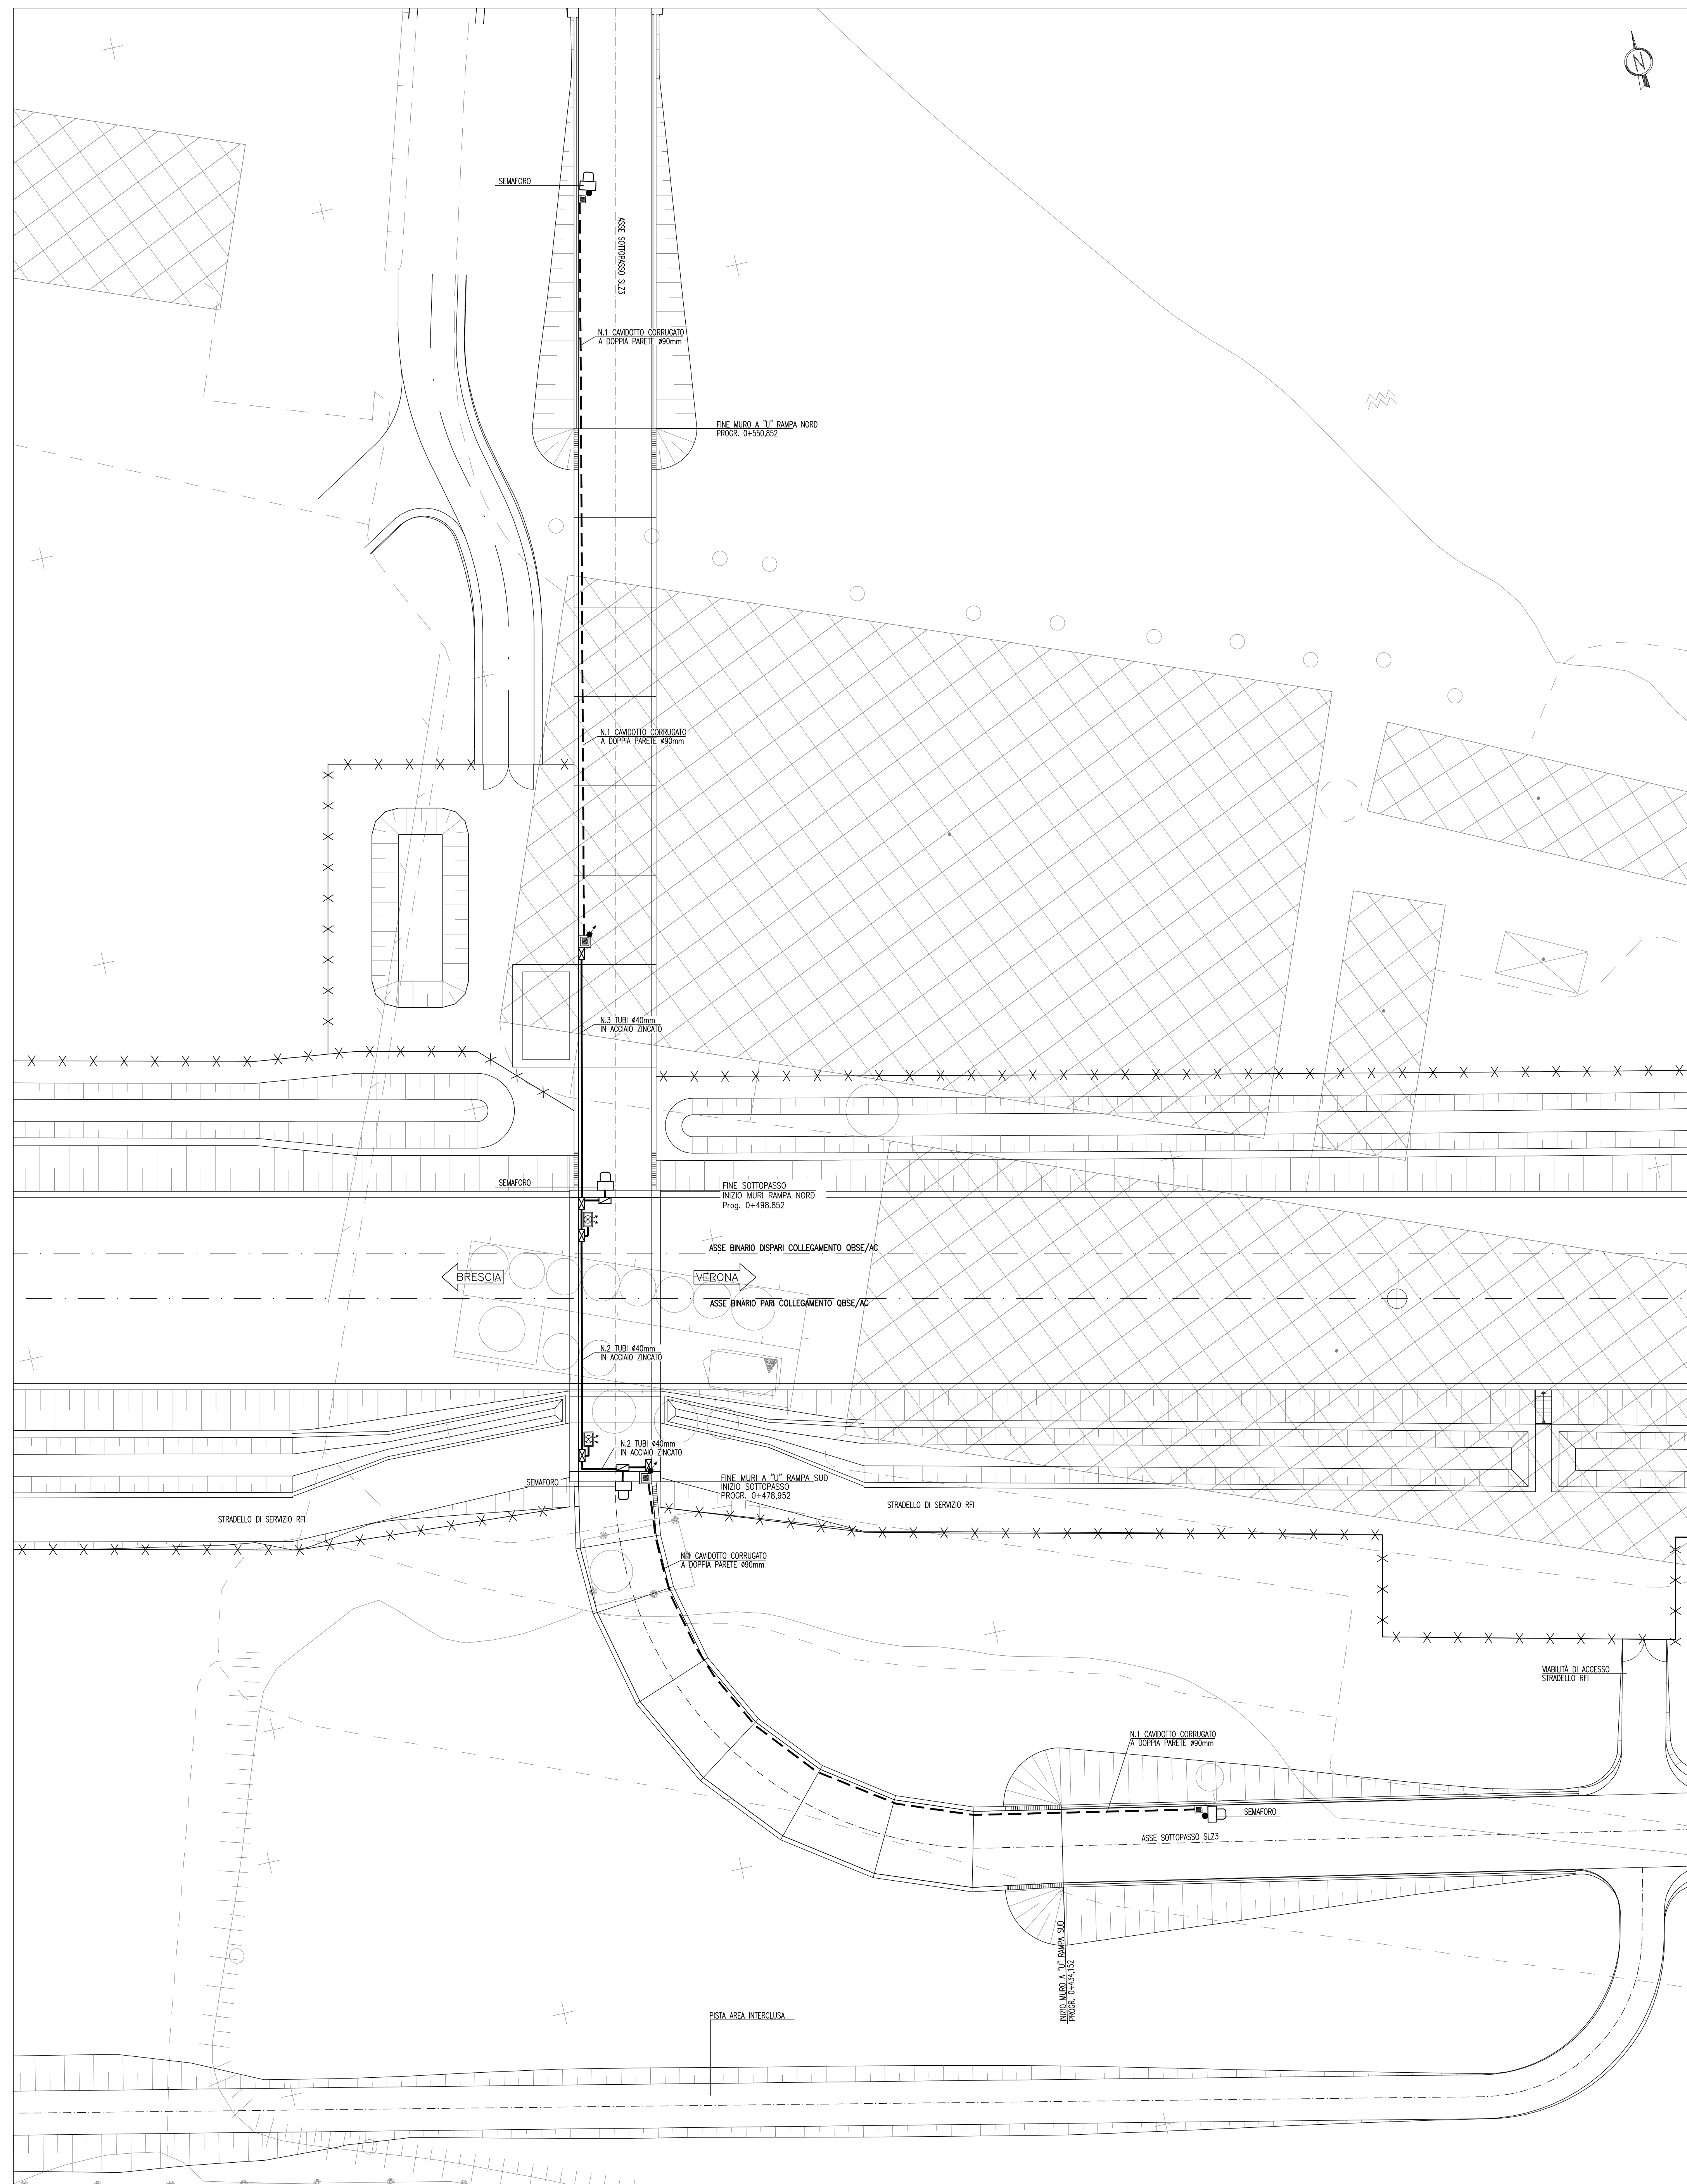 N
SEMAFORO
ASSE SOTTOPASSO SLZ3
N.1 CAVIDOTTO CORRUGATO
A DOPPIA PARETE ø90mm
FINE MURO A "U" RAMPA NORD
PROGR. 0+550,852
N.1 CAVIDOTTO CORRUGATO
A DOPPIA PARETE ø90mm
N.3 TUBI ø40mm
IN ACCIAIO ZINCATO
SEMAFORO
FINE SOTTOPASSO
INIZIO MURI RAMPA NORD
Prog. 0+498.852
ASSE BINARIO DISPARI COLLEGAMENTO QBSE/AC
BRESCIA
VERONA
ASSE BINARIO PARI COLLEGAMENTO QBSE/AC
N.2 TUBI ø40mm
IN ACCIAIO ZINCATO
N.2 TUBI ø40mm
IN ACCIAIO ZINCATO
SEMAFORO
FINE MURI A "U" RAMPA SUD
INIZIO SOTTOPASSO
PROGR. 0+478,952
STRADELLO DI SERVIZIO RFI
STRADELLO DI SERVIZIO RFI
CAVIDOTTO CORRUGATO
A DOPPIA PARETE ø90mm
VIABILITÀ DI ACCESSO
STRADELLO RFI
N.1 CAVIDOTTO CORRUGATO
A DOPPIA PARETE ø90mm
SEMAFORO
ASSE SOTTOPASSO SLZ3
INIZIO MURO A "U" RAMPA SUD
PROGR. 0+434,152
PISTA AREA INTERCLUSA